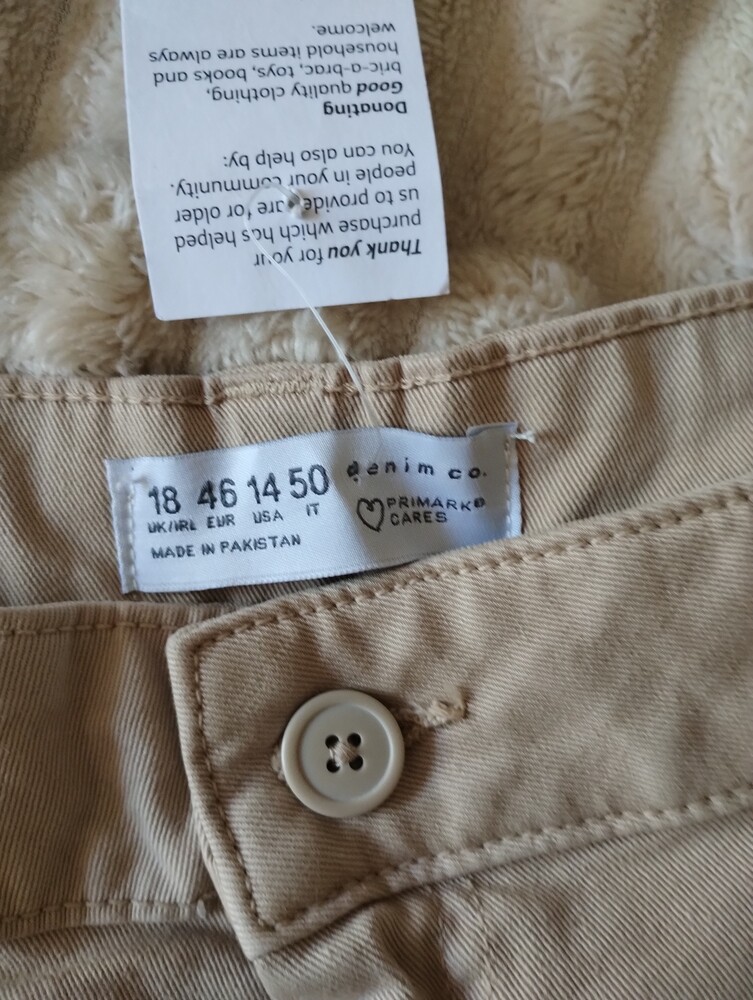 Thank you for your
purchase which has helped
us to provide care for older
people in your community.
You can also help by:
Donating
Good quality clothing,
bric-a-brac, toys, books and
household items are always
welcome.
18 46 14 50 denim co.
UK/IRL EUR USA IT
PRIMARK®
CARES
MADE IN PAKISTAN